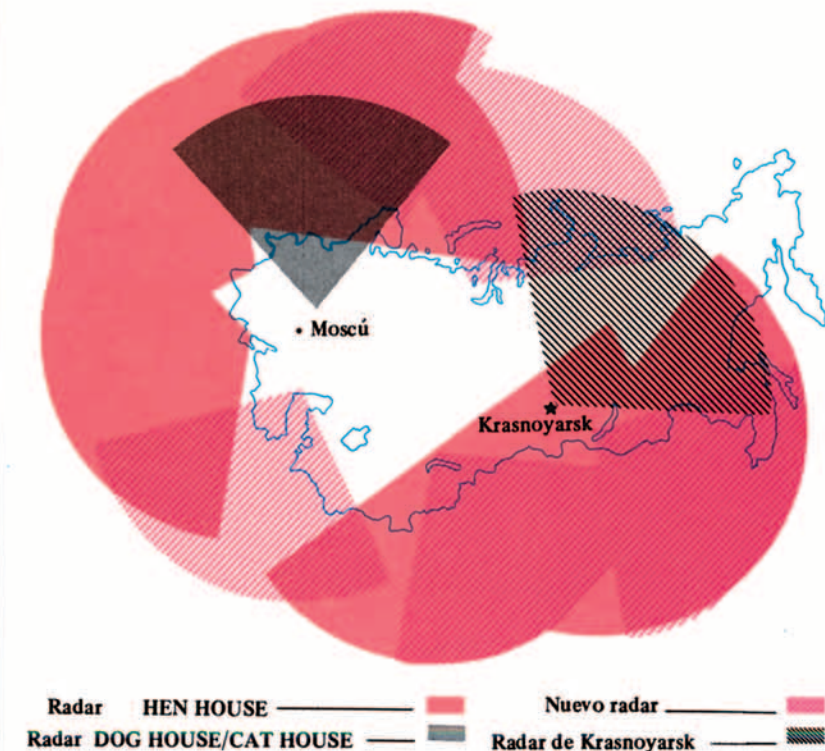 • Moscú
Krasnoyarsk
Radar HEN HOUSE
Nuevo radar
Radar DOG HOUSE/CAT HOUSE
Radar de Krasnoyarsk